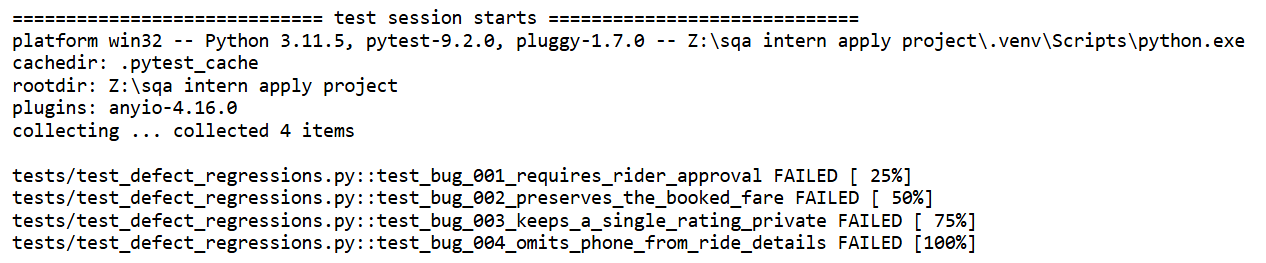 ============================= test session starts =============================
platform win32 -- Python 3.11.5, pytest-9.2.0, pluggy-1.7.0 -- Z:\sqa intern apply project\.venv\Scripts\python.exe
cachedir: .pytest_cache
rootdir: Z:\sqa intern apply project
plugins: anyio-4.16.0
collecting ... collected 4 items
tests/test_defect_regressions.py::test_bug_001_requires_rider_approval FAILED [ 25%]
tests/test_defect_regressions.py::test_bug_002_preserves_the_booked_fare FAILED [ 50%]
tests/test_defect_regressions.py::test_bug_003_keeps_a_single_rating_private FAILED [ 75%]
tests/test_defect_regressions.py::test_bug_004_omits_phone_from_ride_details FAILED [100%]